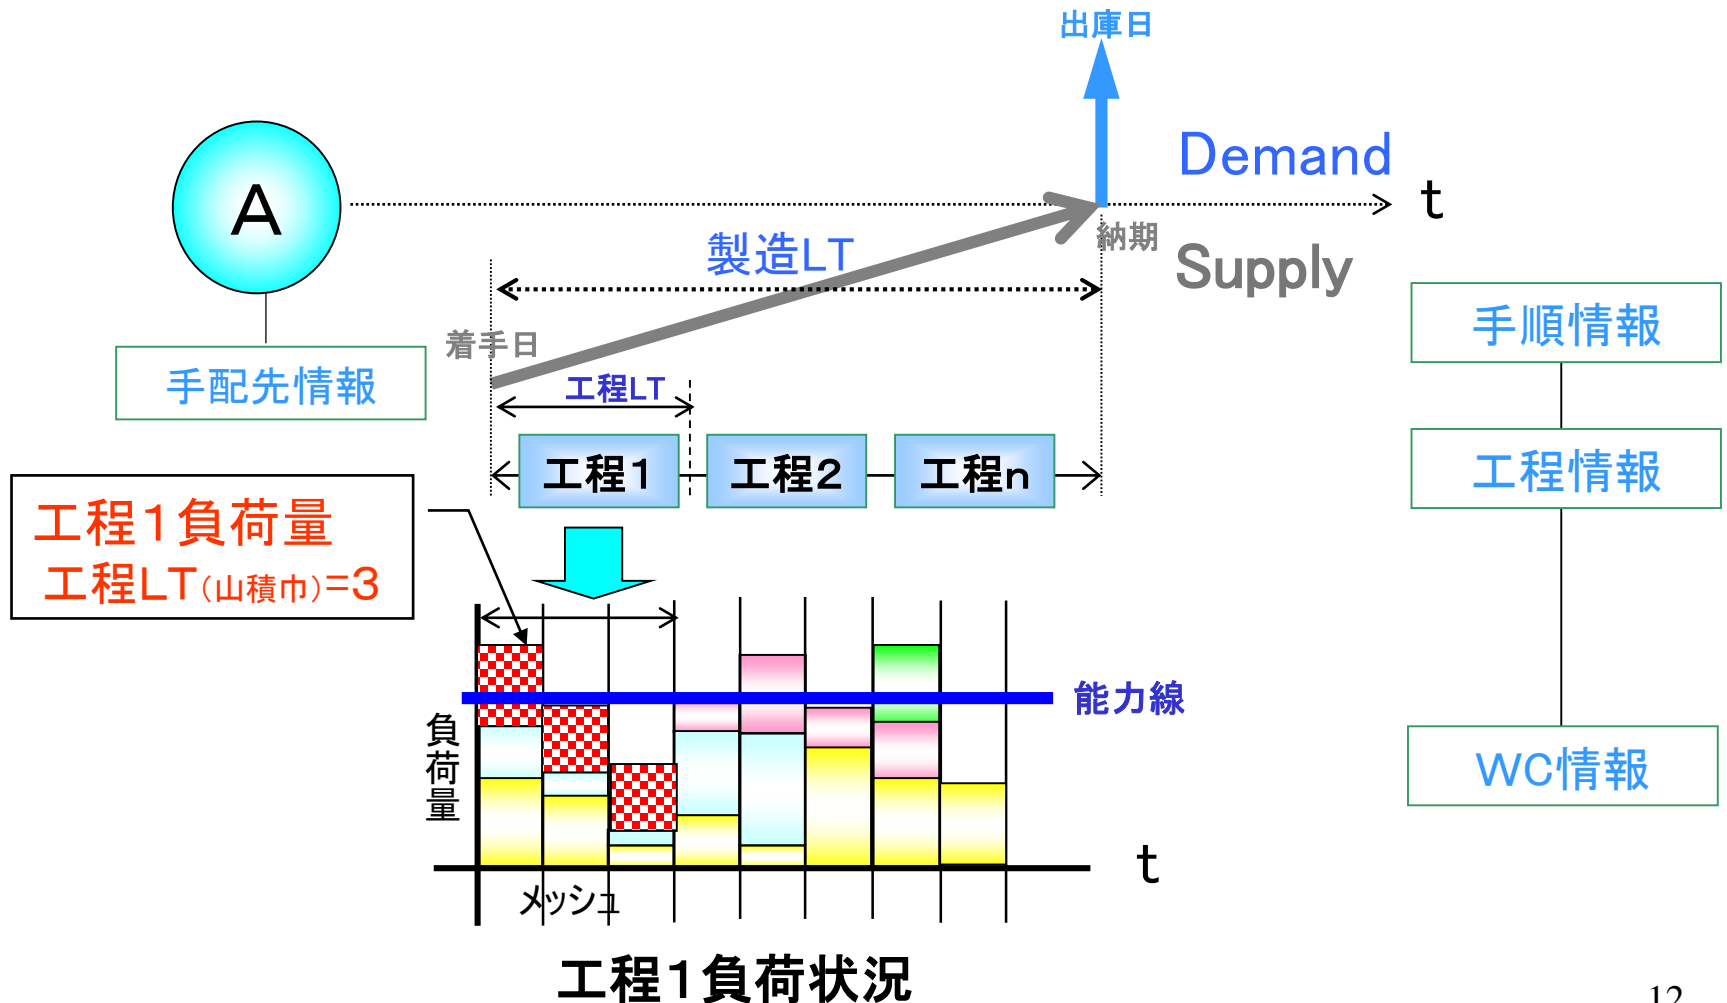 出庫日
Demand
A
t
納期
製造LT
Supply
着手日
手順情報
手配先情報
工程LT
工程1
工程2
工程n
工程情報
工程1負荷量
工程LT(山積巾)=3
能力線
負荷量
WC情報
t
メッシュ
工程1負荷状況
12